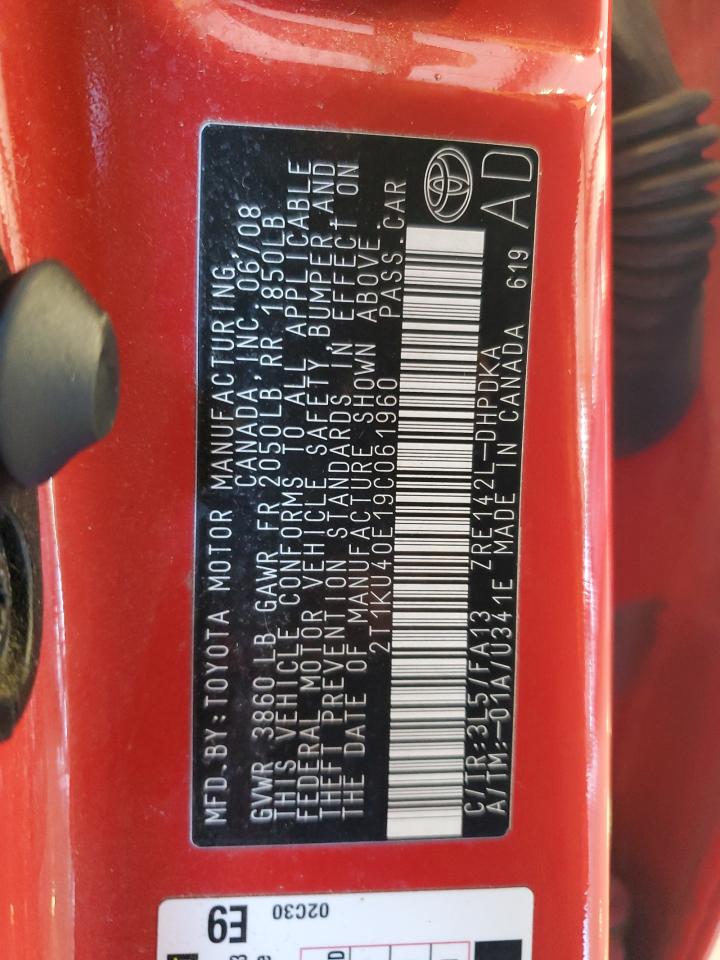 MFD. BY: TOYOTA MOTOR MANUFACTURING
CANADA, INC. 06/08
GVWR 3860 LB GAWR FR 2050LB, RR 1850LB
THIS VEHICLE CONFORMS TO ALL APPLICABLE
FEDERAL MOTOR VEHICLE SAFETY, BUMPER, AND
THEFT PREVENTION STANDARDS IN EFFECT ON
THE DATE OF MANUFACTURE SHOWN ABOVE.
2T1KU40E19C061960 PASS.CAR
C/TR:3L5/FA13 ZRE142L-DHPDKA
A/TM:-01A/U341E MADE IN CANADA 619 AD
E9 02C30